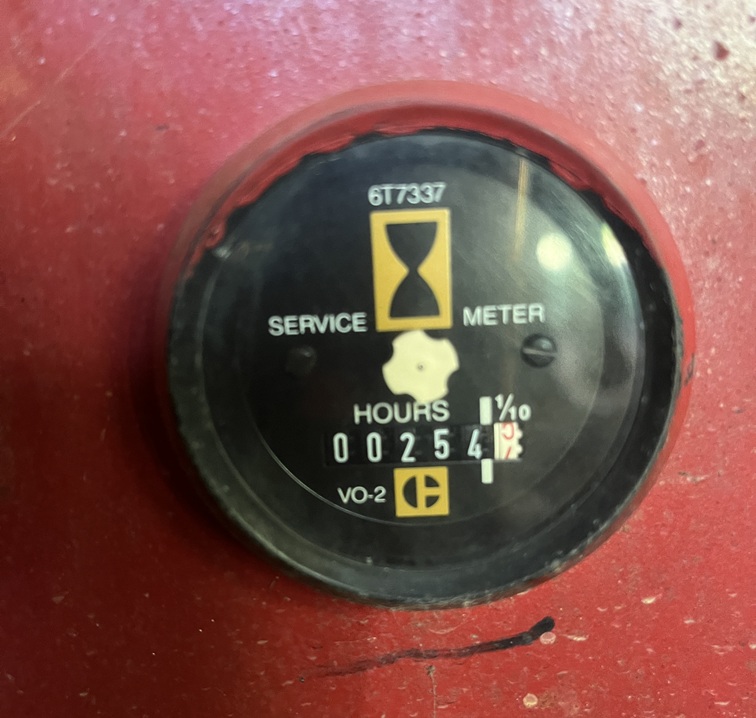 6T7337
SERVICE METER
HOURS 1/10
00254
VO-2